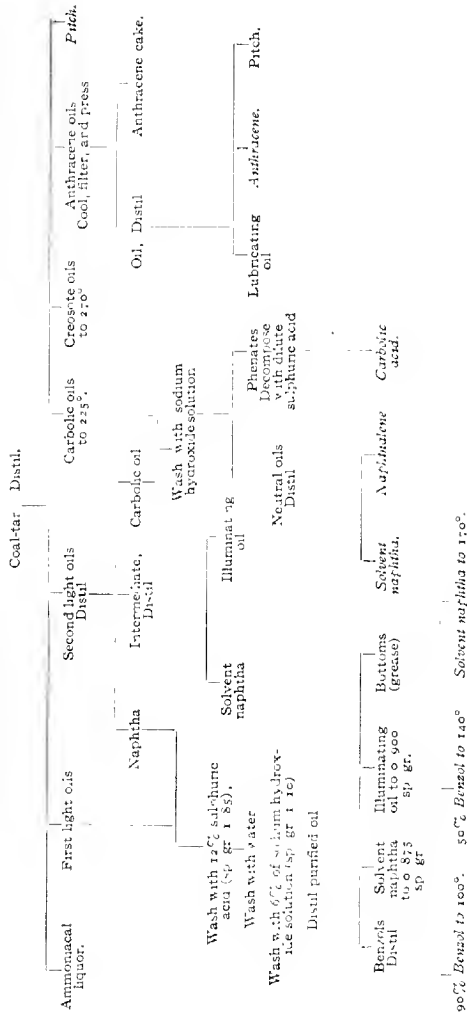 Coal-tar Distil.
Ammoniacal liquor.
First light oils
Second light oils
Distil
Carbolic oils
to 225°.
Creosote oils
to 270°
Anthracene oils
Cool, filter, and press
Pitch.
Naphtha
Intermediate,
Distil
Carbolic oil
Oil, Distil
Anthracene cake.
Wash with sodium
hydroxide solution
Lubricating
oil
Anthracene.
Pitch.
Solvent
naphtha
Illuminating
oil
Wash with 12% sulphuric
acid (sp gr 1 85),
Wash with water
Wash with 6% of sodium hydrox-
ide solution (sp gr 1 10)
Distil purified oil
Neutral oils
Distil
Phenates
Decompose
with dilute
sulphuric acid
Benzols
Distil
Solvent
naphtha
to 0 875
sp gr
Illuminating
oil to 0 900
sp gr.
Bottoms
(grease)
Solvent
naphtha.
Naphthalene
Carbolic
acid.
90% Benzol to 100°.
50% Benzol to 140°
Solvent naphtha to 170°.